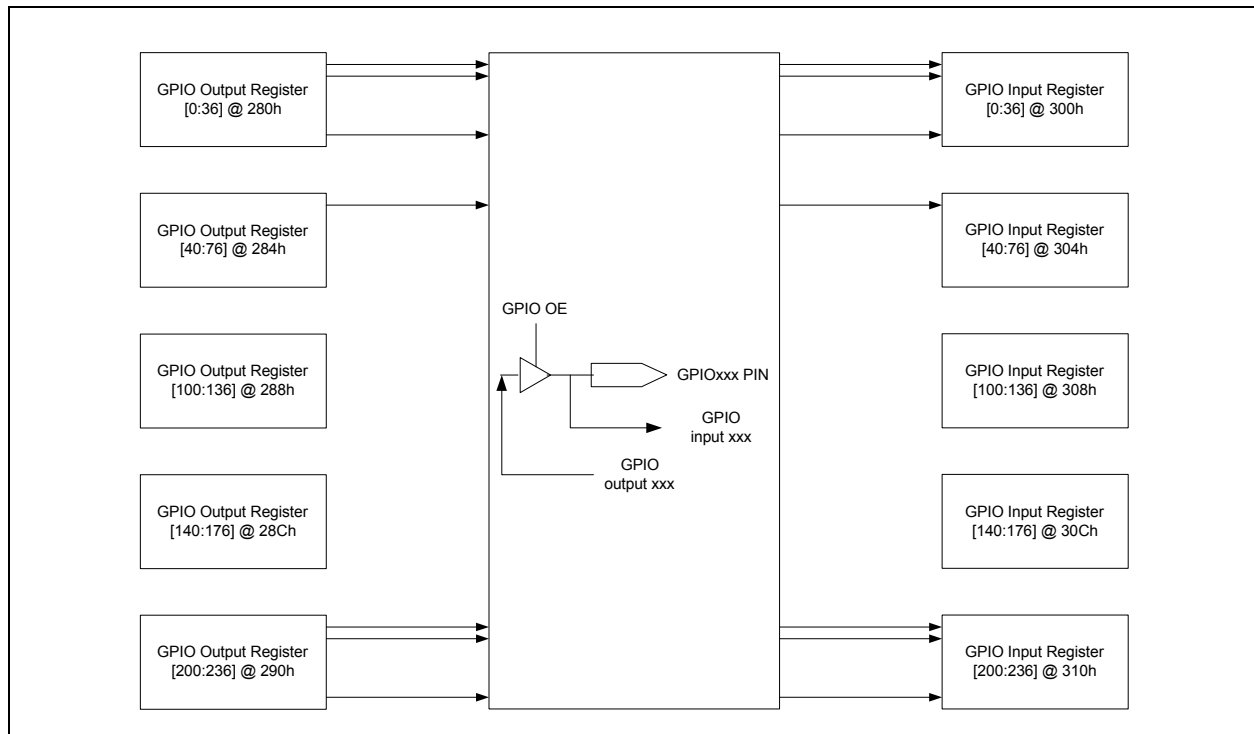 GPIO Output Register
[0:36] @ 280h
GPIO Input Register
[0:36] @ 300h
GPIO Output Register
[40:76] @ 284h
GPIO Input Register
[40:76] @ 304h
GPIO OE
GPIO Output Register
[100:136] @ 288h
GPIOxxx PIN
GPIO
input xxx
GPIO
output xxx
GPIO Input Register
[100:136] @ 308h
GPIO Output Register
[140:176] @ 28Ch
GPIO Input Register
[140:176] @ 30Ch
GPIO Output Register
[200:236] @ 290h
GPIO Input Register
[200:236] @ 310h